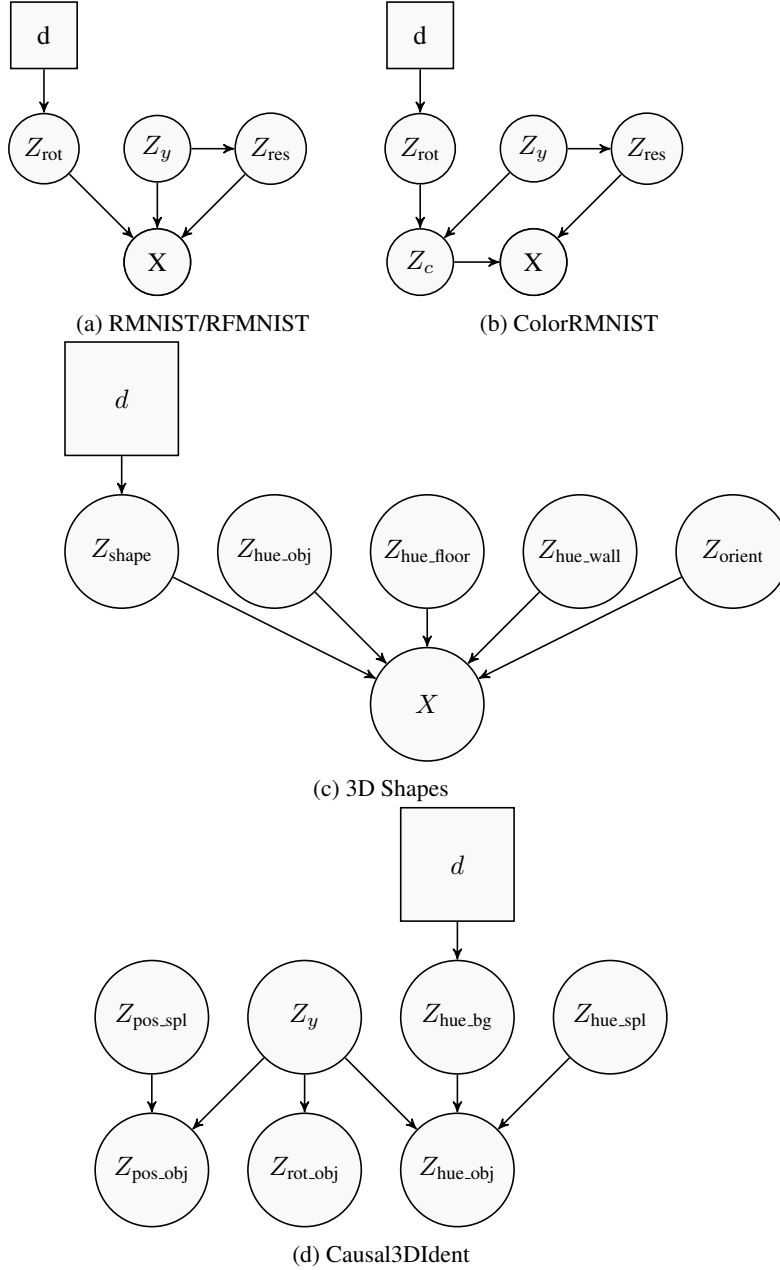 d d
Z_rot Z_y Z_res Z_rot Z_y Z_res
X Z_c X
(a) RMNIST/RFMNIST (b) ColorRMNIST
d
Z_shape Z_hue_obj Z_hue_floor Z_hue_wall Z_orient
X
(c) 3D Shapes
d
Z_pos_spl Z_y Z_hue_bg Z_hue_spl
Z_pos_obj Z_rot_obj Z_hue_obj
(d) Causal3DIdent